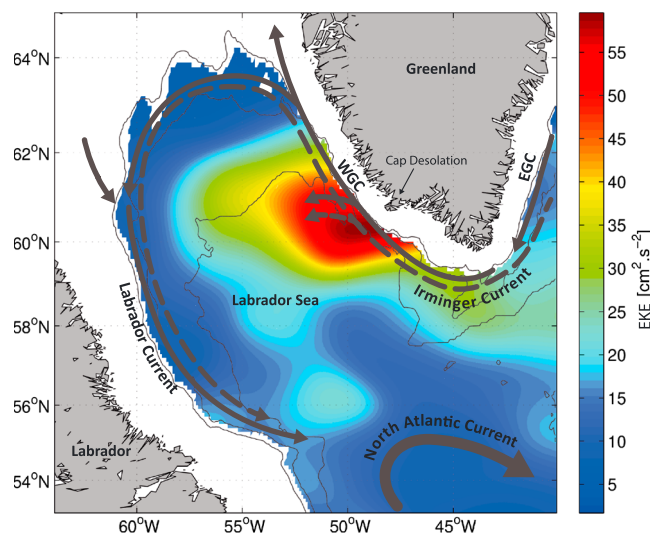 64°N
62°N
60°N
58°N
56°N
54°N
60°W
55°W
50°W
45°W
Greenland
Cap Desolation
WGC
EGC
Irminger Current
Labrador Sea
Labrador Current
North Atlantic Current
Labrador
55
50
45
40
35
30
25
20
15
10
5
EKE [cm².s⁻²]